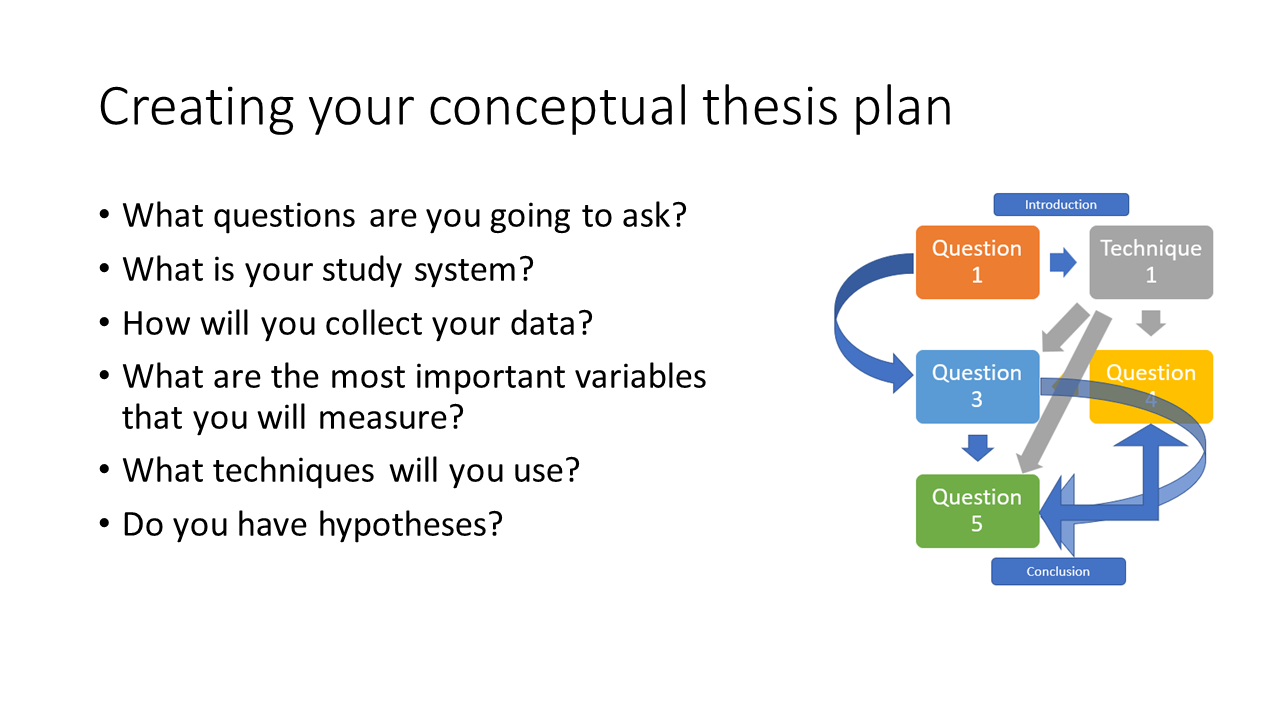 Creating your conceptual thesis plan
• What questions are you going to ask?
• What is your study system?
• How will you collect your data?
• What are the most important variables
that you will measure?
• What techniques will you use?
• Do you have hypotheses?
Introduction
Question
1
Technique
1
Question
3
Question
4
Question
5
Conclusion